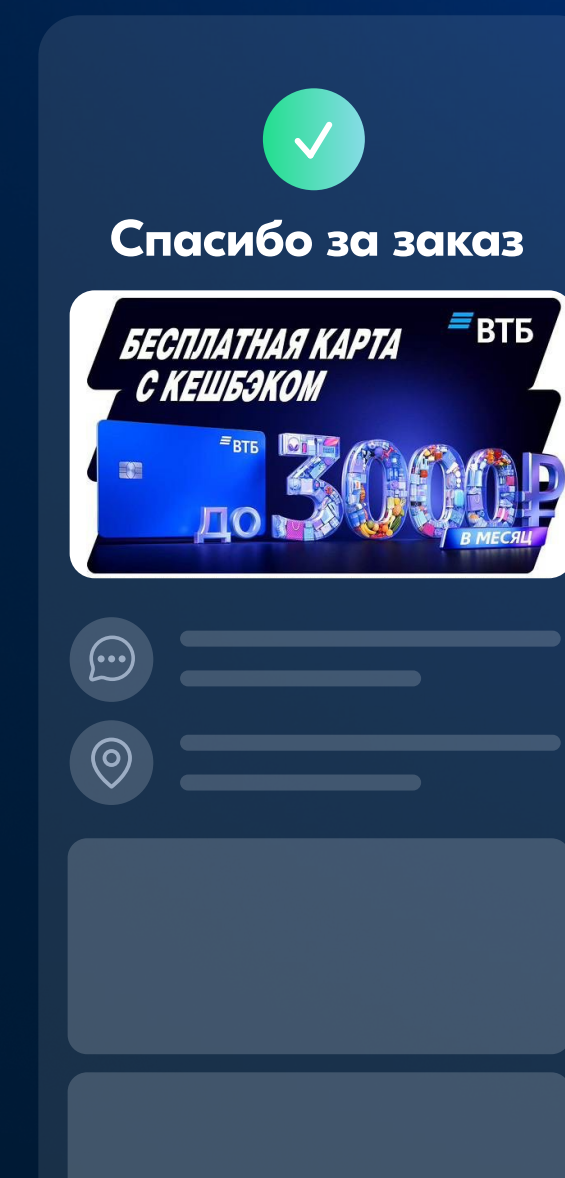 Спасибо за заказ
БЕСПЛАТНАЯ КАРТА
С КЕШБЭКОМ
ВТБ
ВТБ
ДО 3000₽
В МЕСЯЦ